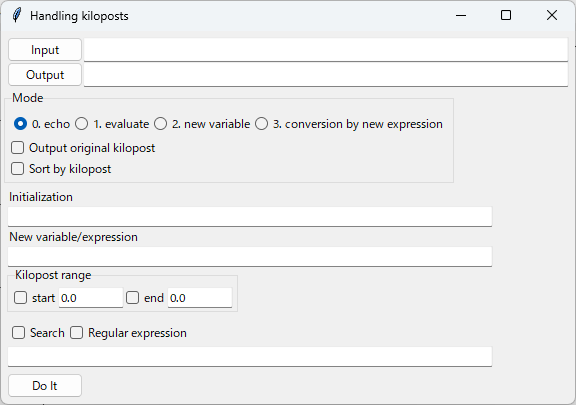 Handling kiloposts
Input
Output
Mode
0. echo 1. evaluate 2. new variable 3. conversion by new expression
Output original kilopost
Sort by kilopost
Initialization
New variable/expression
Kilopost range
start 0.0 end 0.0
Search Regular expression
Do It